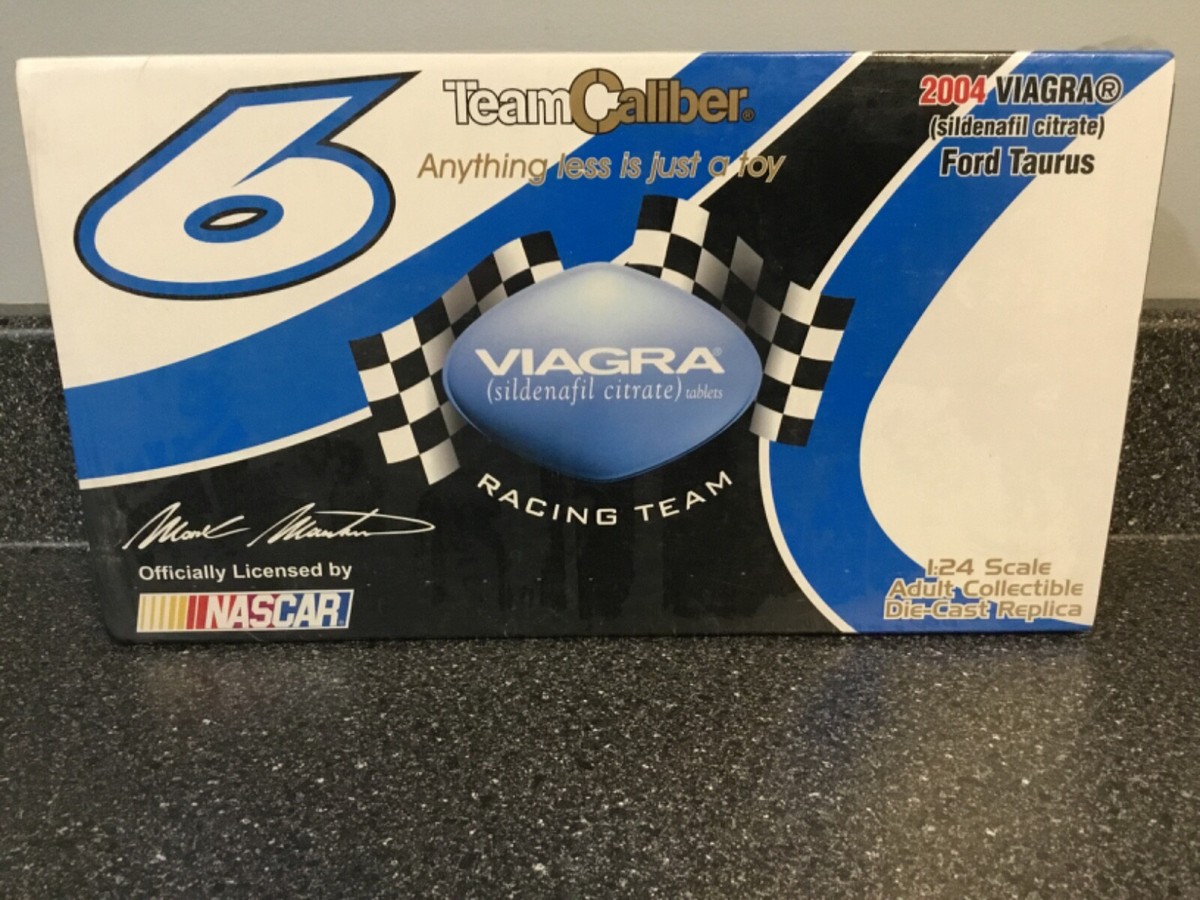 6
TeamCaliber®
Anything less is just a toy
2004 VIAGRA®
(sildenafil citrate)
Ford Taurus
VIAGRA®
(sildenafil citrate) tablets
RACING TEAM
Mark Martin
Officially Licensed by
NASCAR®
1:24 Scale
Adult Collectible
Die-Cast Replica